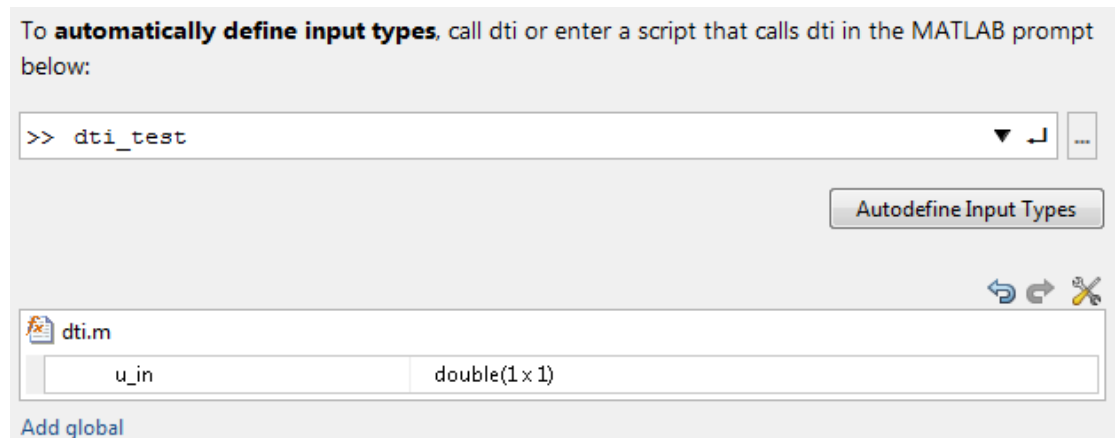 To automatically define input types, call dti or enter a script that calls dti in the MATLAB prompt
below:
>> dti_test
...
Autodefine Input Types
dti.m
u_in double(1 x 1)
Add global